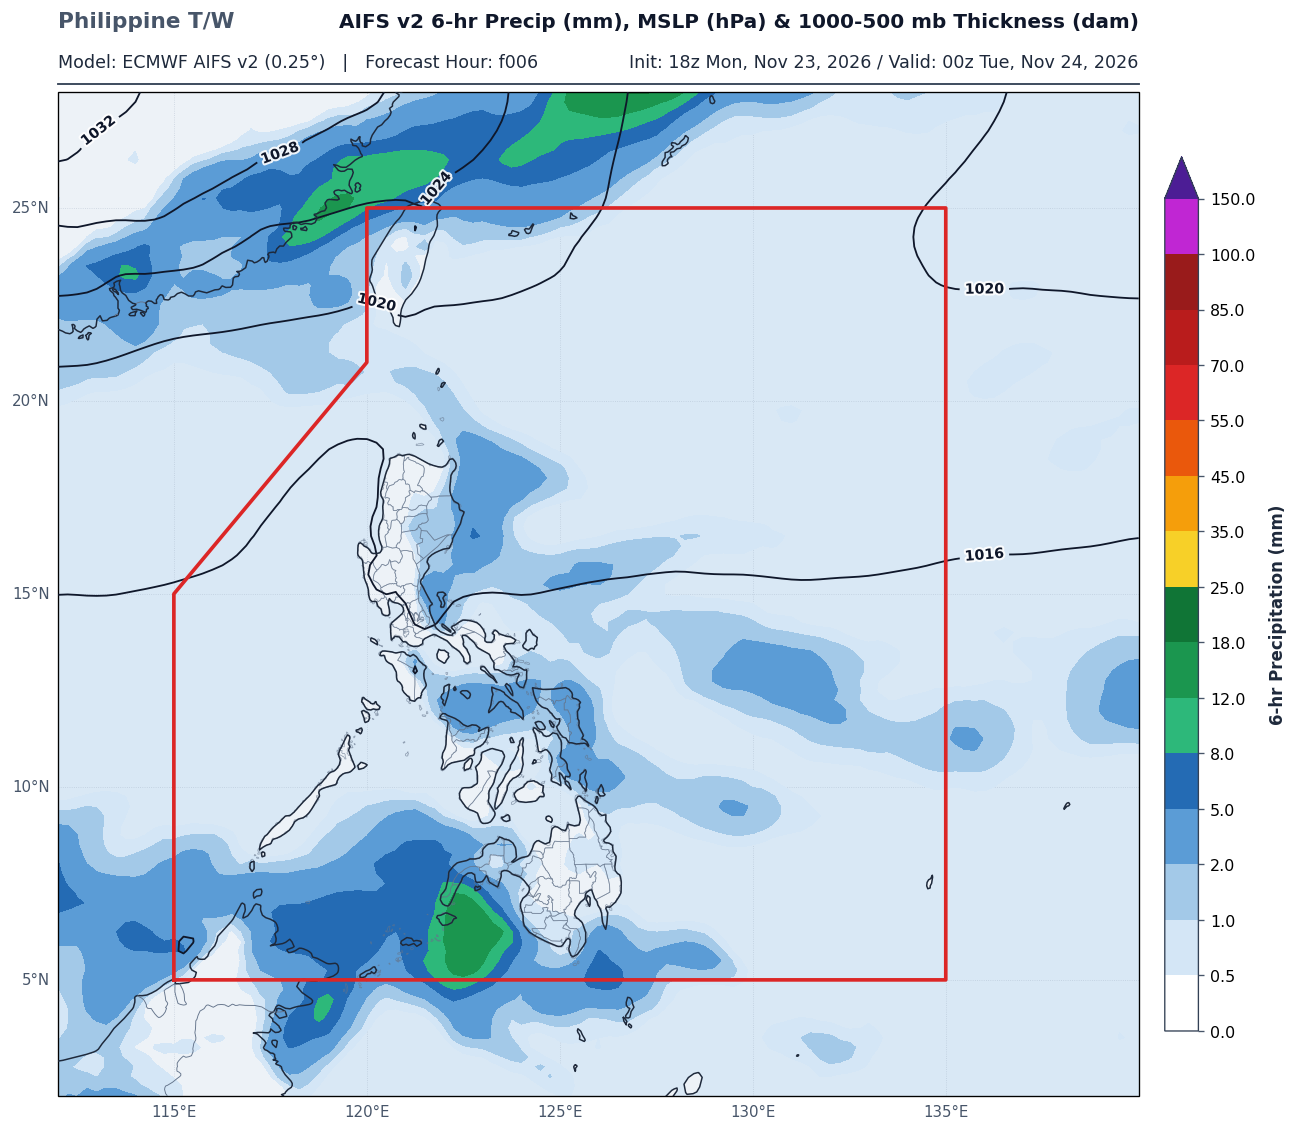 Philippine T/W
AIFS v2 6-hr Precip (mm), MSLP (hPa) & 1000-500 mb Thickness (dam)
Model: ECMWF AIFS v2 (0.25°) | Forecast Hour: f006
Init: 18z Mon, Nov 23, 2026 / Valid: 00z Tue, Nov 24, 2026
1032
1028
1024
1020
1020
1016
25°N
20°N
15°N
10°N
5°N
115°E
120°E
125°E
130°E
135°E
150.0
100.0
85.0
70.0
55.0
45.0
35.0
25.0
18.0
12.0
8.0
5.0
2.0
1.0
0.5
0.0
6-hr Precipitation (mm)